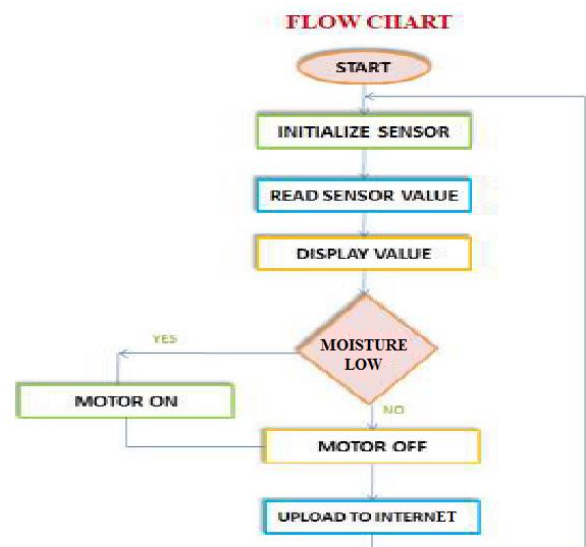 FLOW CHART
START
INITIALIZE SENSOR
READ SENSOR VALUE
DISPLAY VALUE
MOISTURE
LOW
YES
MOTOR ON
NO
MOTOR OFF
UPLOAD TO INTERNET